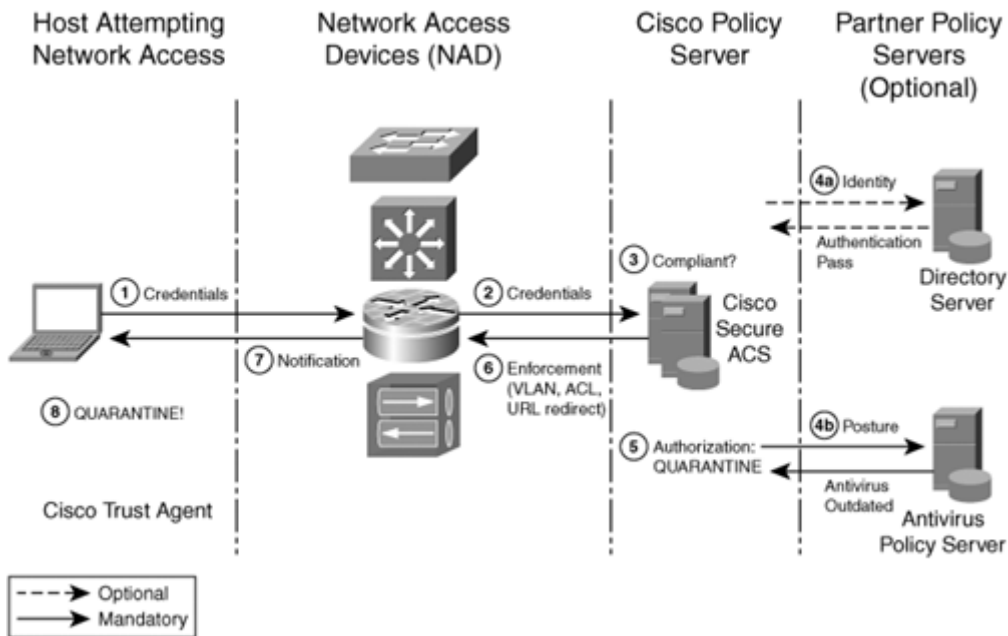 Host Attempting
Network Access
Network Access
Devices (NAD)
Cisco Policy
Server
Partner Policy
Servers
(Optional)
4a Identity
Authentication
Pass
Directory
Server
3 Compliant?
1 Credentials
2 Credentials
Cisco
Secure
ACS
7 Notification
6 Enforcement
(VLAN, ACL,
URL redirect)
8 QUARANTINE!
4b Posture
5 Authorization:
QUARANTINE
Antivirus
Outdated
Antivirus
Policy Server
Cisco Trust Agent
Optional
Mandatory